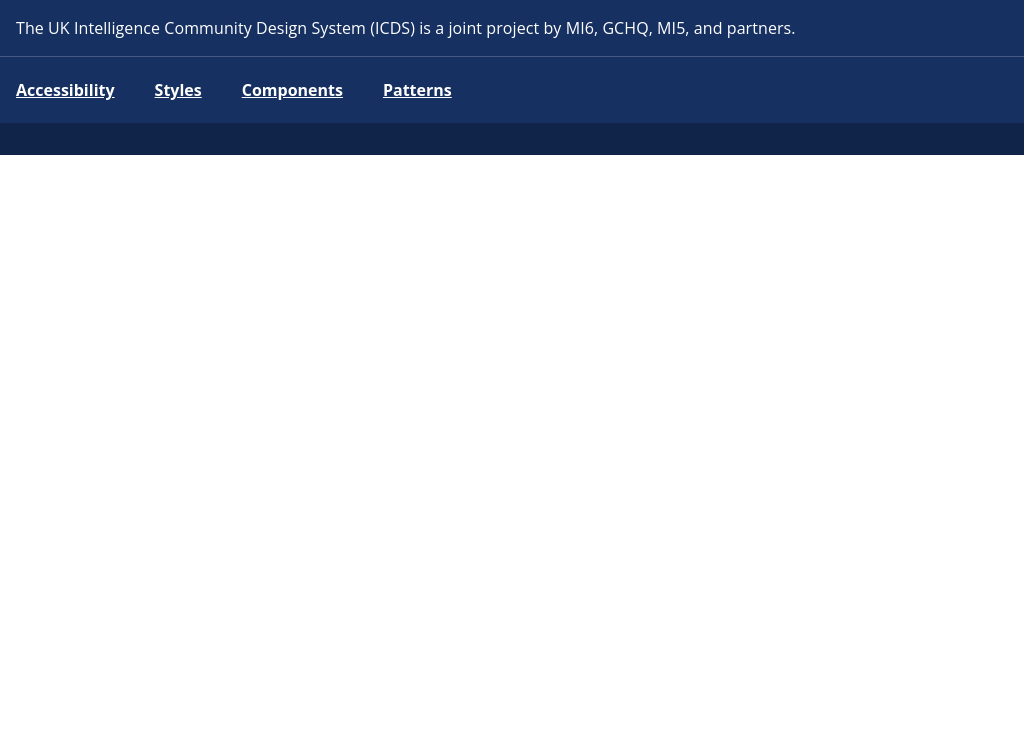 The UK Intelligence Community Design System (ICDS) is a joint project by MI6, GCHQ, MI5, and partners.
Accessibility Styles Components Patterns